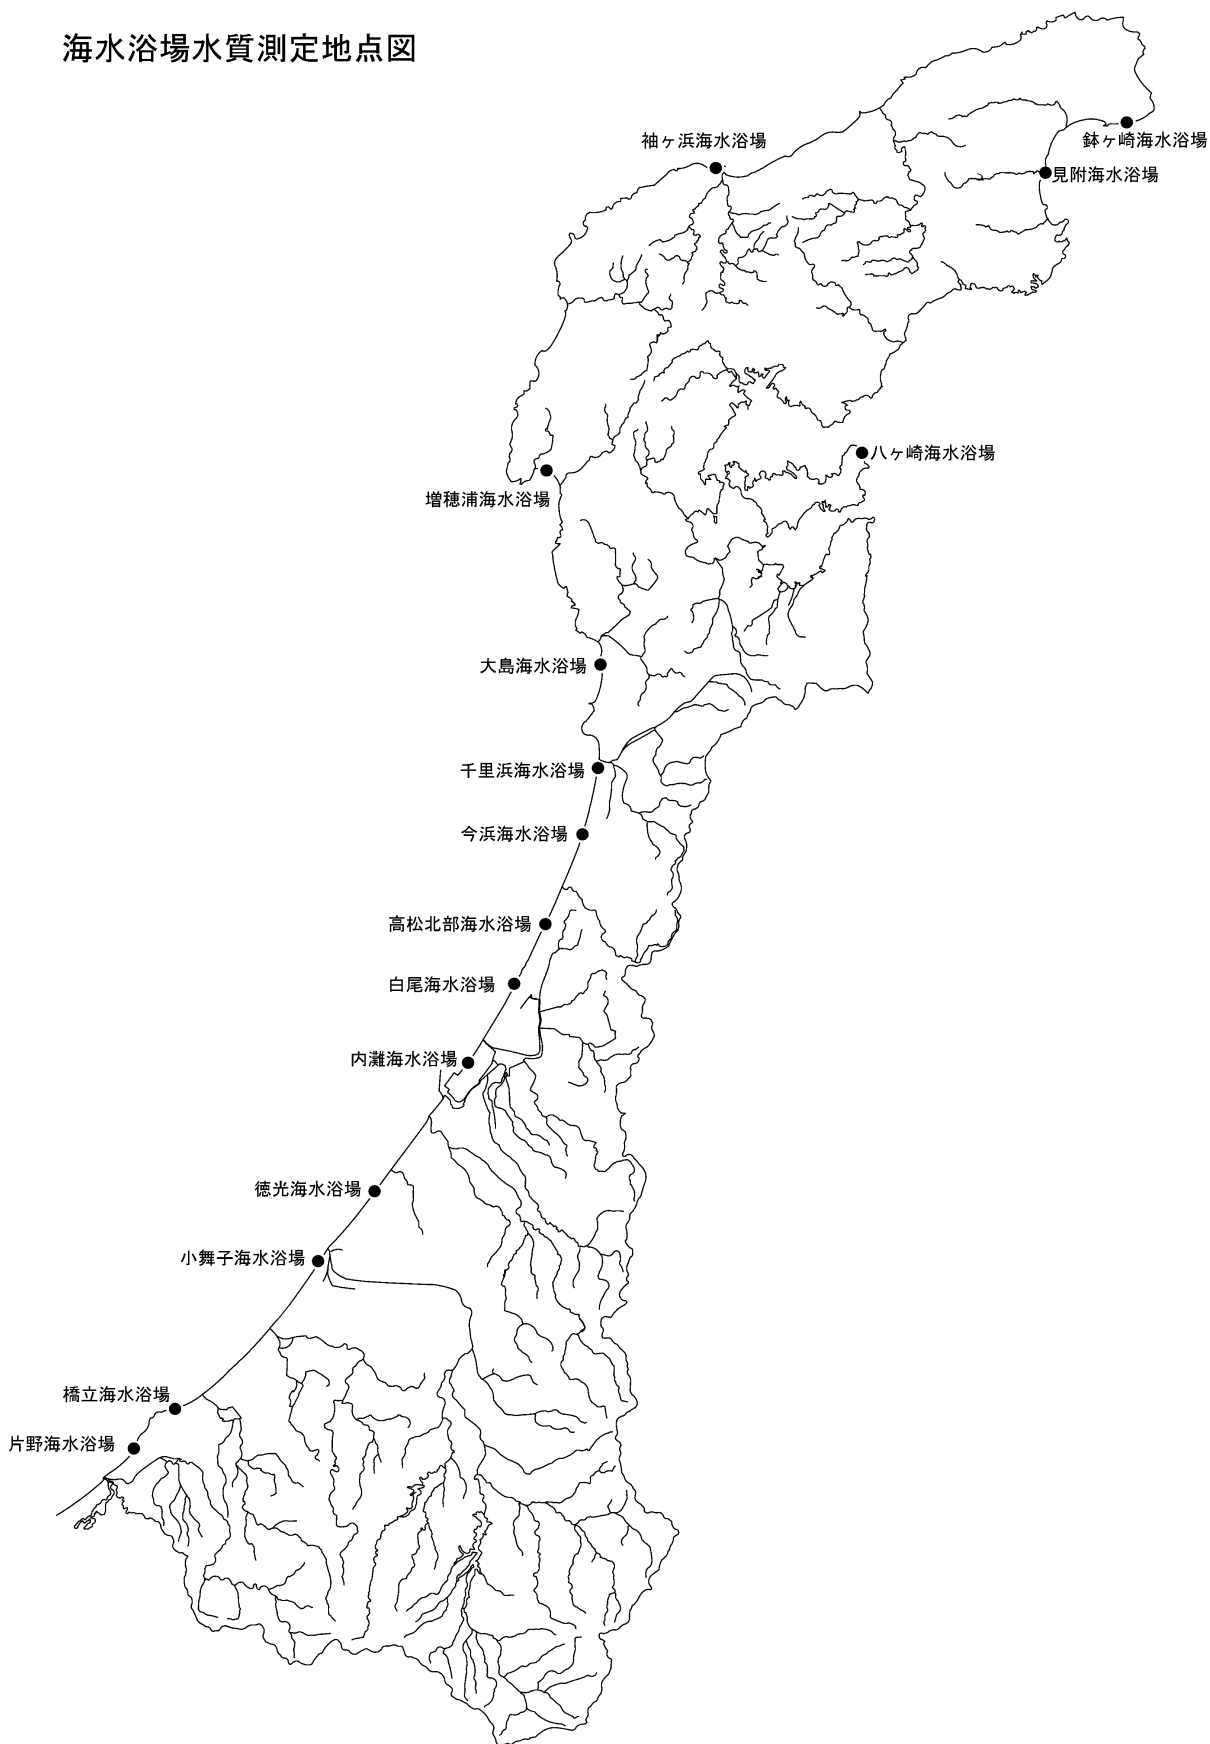 海水浴場水質測定地点図
袖ヶ浜海水浴場
鉢ヶ崎海水浴場
見附海水浴場
八ヶ崎海水浴場
増穂浦海水浴場
大島海水浴場
千里浜海水浴場
今浜海水浴場
高松北部海水浴場
白尾海水浴場
内灘海水浴場
徳光海水浴場
小舞子海水浴場
橋立海水浴場
片野海水浴場